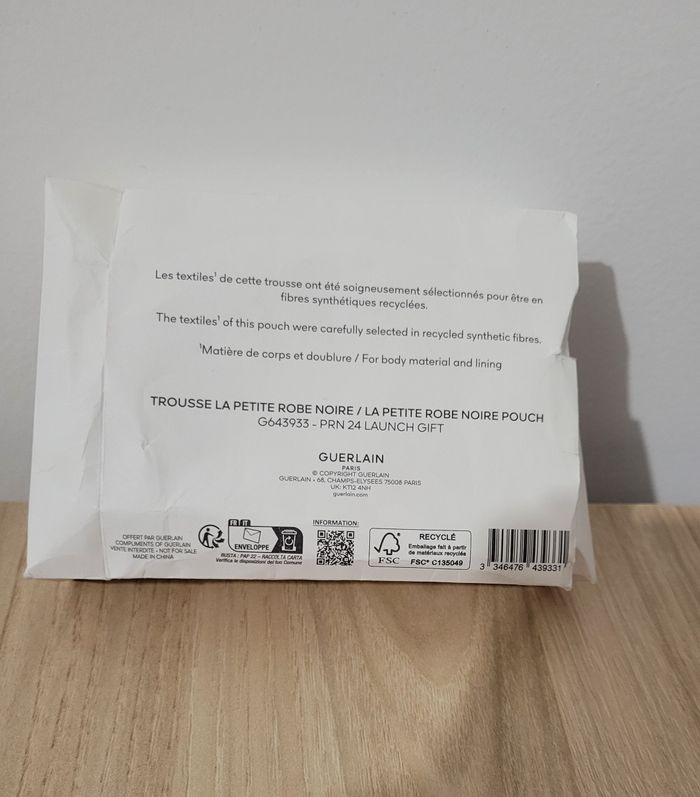 Les textiles¹ de cette trousse ont été soigneusement sélectionnés pour être en
fibres synthétiques recyclées.
The textiles¹ of this pouch were carefully selected in recycled synthetic fibres.
¹Matière de corps et doublure / For body material and lining
TROUSSE LA PETITE ROBE NOIRE / LA PETITE ROBE NOIRE POUCH
G643933 - PRN 24 LAUNCH GIFT
GUERLAIN
PARIS
© COPYRIGHT GUERLAIN
GUERLAIN • 68, CHAMPS-ELYSEES 75008 PARIS
UK: KT12 4NH
guerlain.com
OFFERT PAR GUERLAIN
COMPLIMENTS OF GUERLAIN
VENTE INTERDITE - NOT FOR SALE
MADE IN CHINA
FR IT
ENVELOPPE
BUSTA : PAP 22 - RACCOLTA CARTA
Verifica le disposizioni del tuo Comune
INFORMATION:
FSC
RECYCLÉ
Emballage fait à partir
de matériaux recyclés
FSC® C135049
3 346476 439331